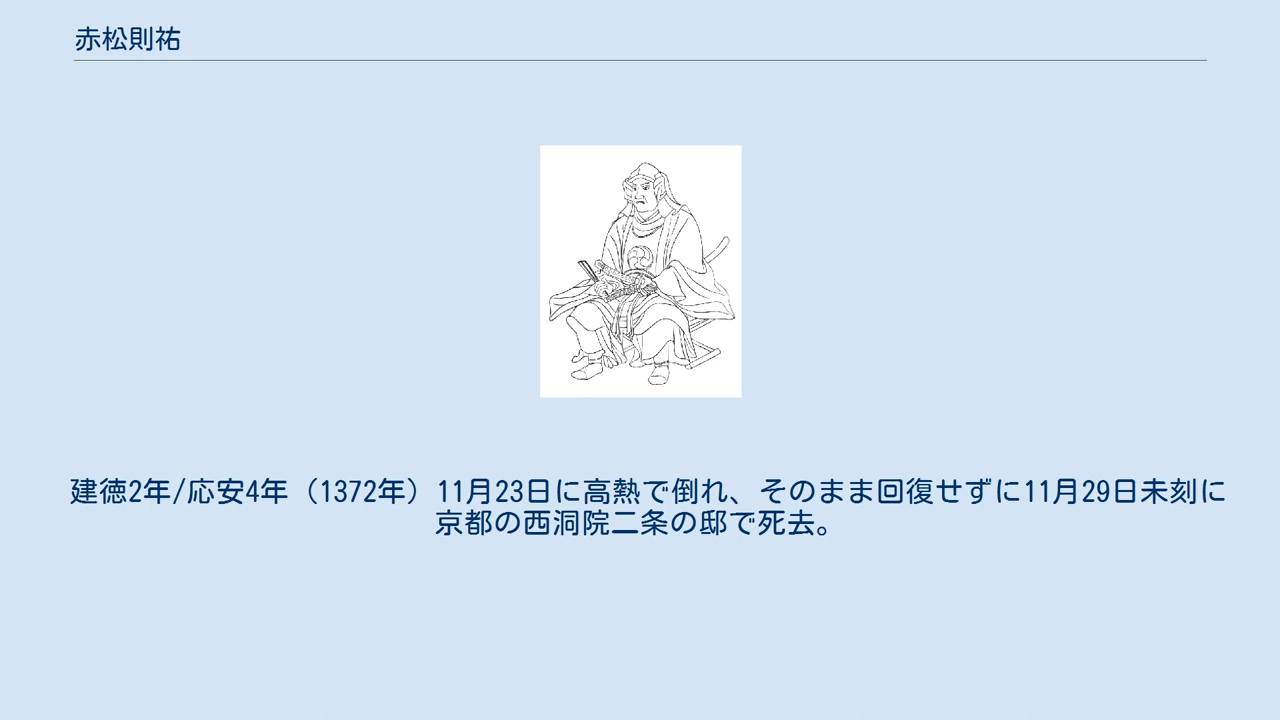 赤松則祐
建徳2年/応安4年（1372年）11月23日に高熱で倒れ、そのまま回復せずに11月29日未刻に
京都の西洞院二条の邸で死去。